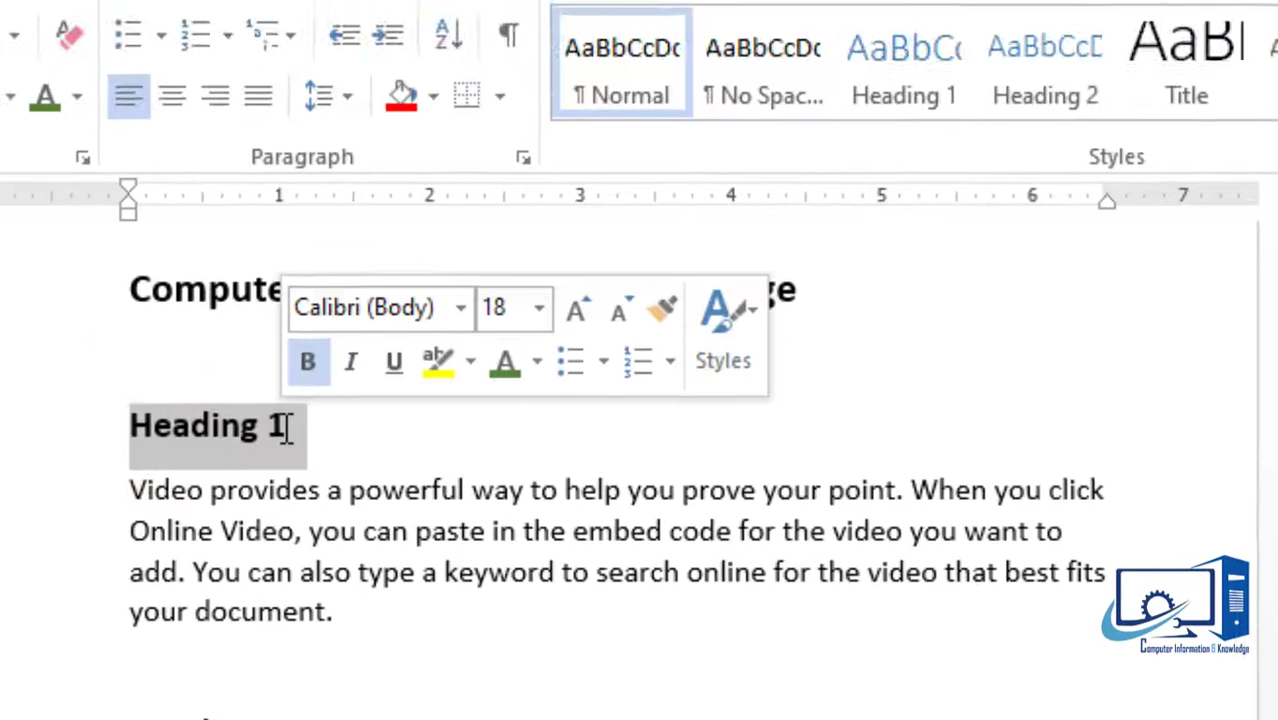 AaBbCcDc AaBbCcDc AaBbCc AaBbCcD AaB
¶ Normal ¶ No Spac... Heading 1 Heading 2 Title
Paragraph Styles
1 2 3 4 5 6 7
Compute ge
Calibri (Body) 18
B I U aby A Styles
Heading 1
Video provides a powerful way to help you prove your point. When you click
Online Video, you can paste in the embed code for the video you want to
add. You can also type a keyword to search online for the video that best fits
your document.
Computer Information & Knowledge